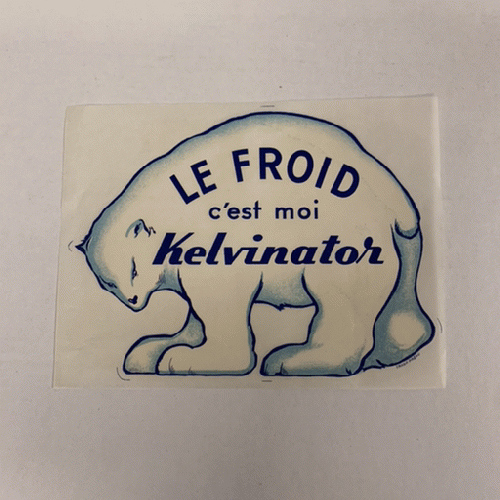 LE FROID
c'est moi
Kelvinator